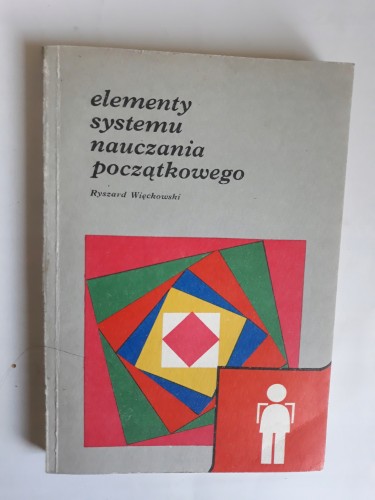 elementy
systemu
nauczania
początkowego
Ryszard Więckowski